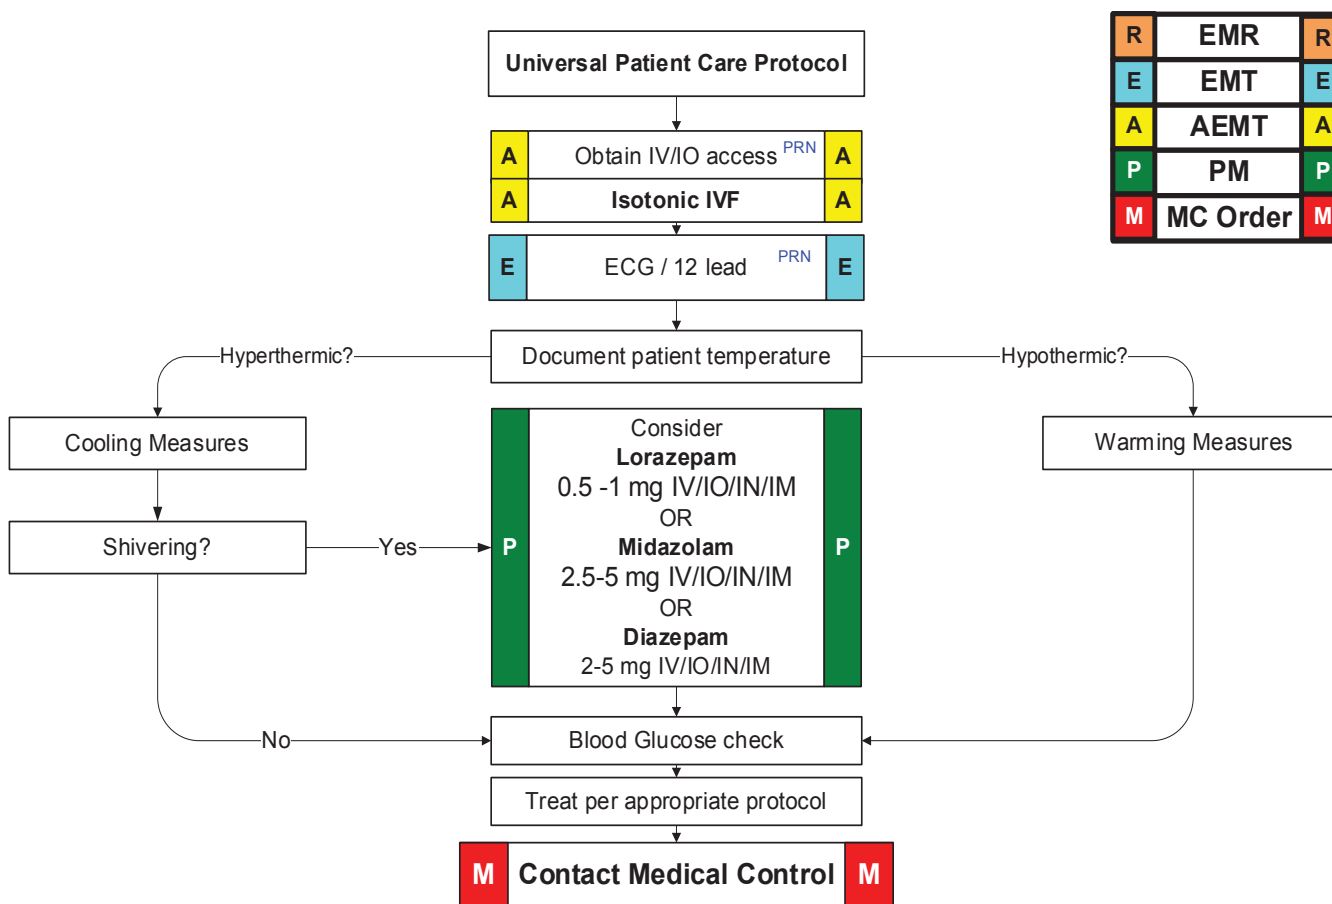 Universal Patient Care Protocol
R EMR R
E EMT E
A AEMT A
P PM P
M MC Order M
A Obtain IV/IO access PRN A
A Isotonic IVF A
E ECG / 12 lead PRN E
Hyperthermic?
Document patient temperature
Hypothermic?
Cooling Measures
Warming Measures
Shivering?
Yes
P
Consider
Lorazepam
0.5 -1 mg IV/IO/IN/IM
OR
Midazolam
2.5-5 mg IV/IO/IN/IM
OR
Diazepam
2-5 mg IV/IO/IN/IM
P
No
Blood Glucose check
Treat per appropriate protocol
M Contact Medical Control M